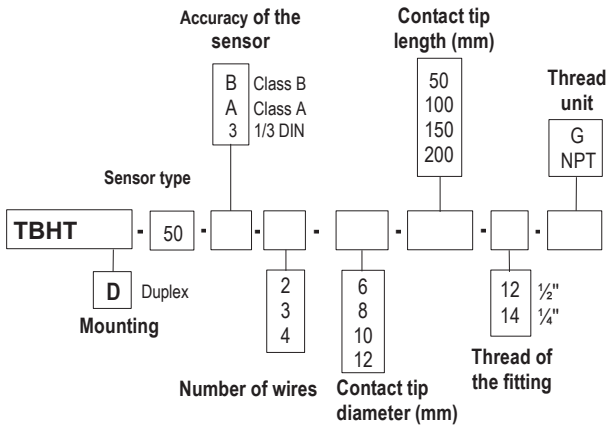 Accuracy of the
sensor
Contact tip
length (mm)
B Class B
A Class A
3 1/3 DIN
50
100
150
200
Thread
unit
G
NPT
Sensor type
TBHT - 50 - - - - - -
D Duplex
Mounting
2
3
4
Number of wires
6
8
10
12
Contact tip
diameter (mm)
12 ½"
14 ¼"
Thread of
the fitting